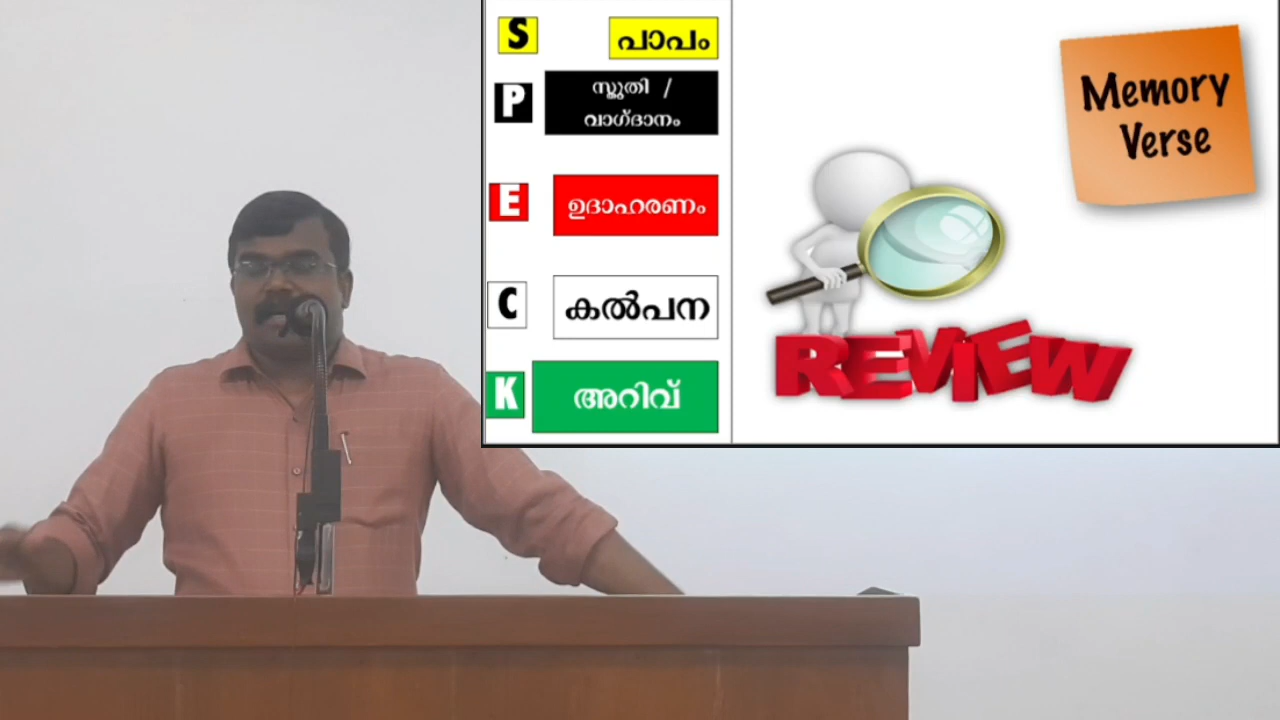 S പാപം
P സ്തുതി /
വാഗ്ദാനം
E ഉദാഹരണം
C കൽപന
K അറിവ്
Memory
Verse
REVIEW